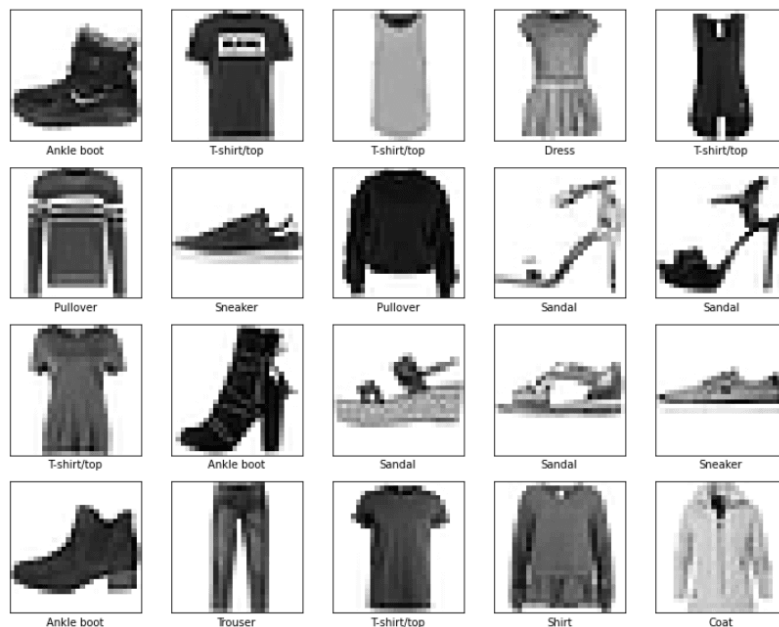 Ankle boot
T-shirt/top
T-shirt/top
Dress
T-shirt/top
Pullover
Sneaker
Pullover
Sandal
Sandal
T-shirt/top
Ankle boot
Sandal
Sandal
Sneaker
Ankle boot
Trouser
T-shirt/top
Shirt
Coat